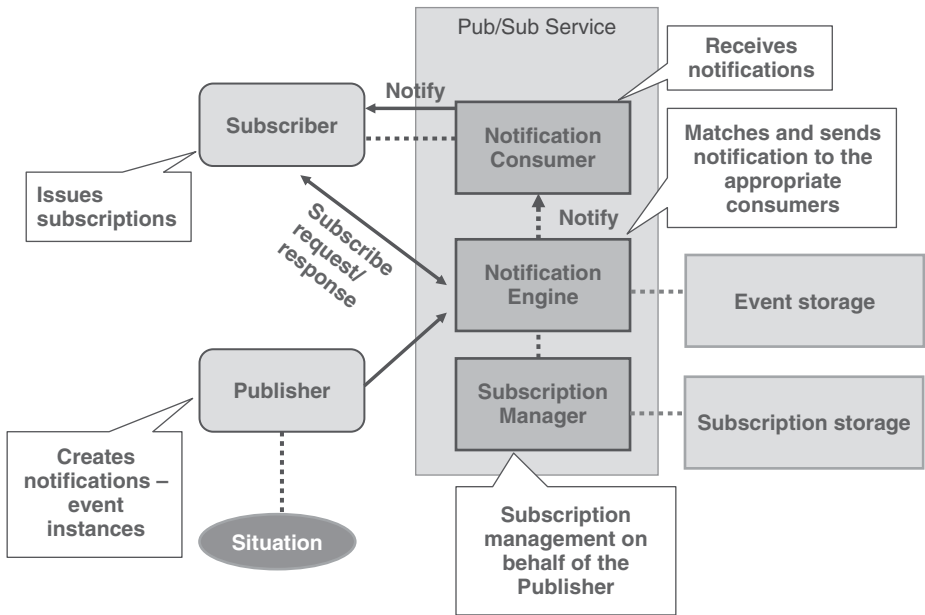 Pub/Sub Service
Receives
notifications
Notify
Subscriber
Notification
Consumer
Matches and sends
notification to the
appropriate
consumers
Issues
subscriptions
Notify
Subscribe
request/
response
Notification
Engine
Event storage
Publisher
Subscription
Manager
Subscription storage
Creates
notifications –
event
instances
Situation
Subscription
management on
behalf of the
Publisher